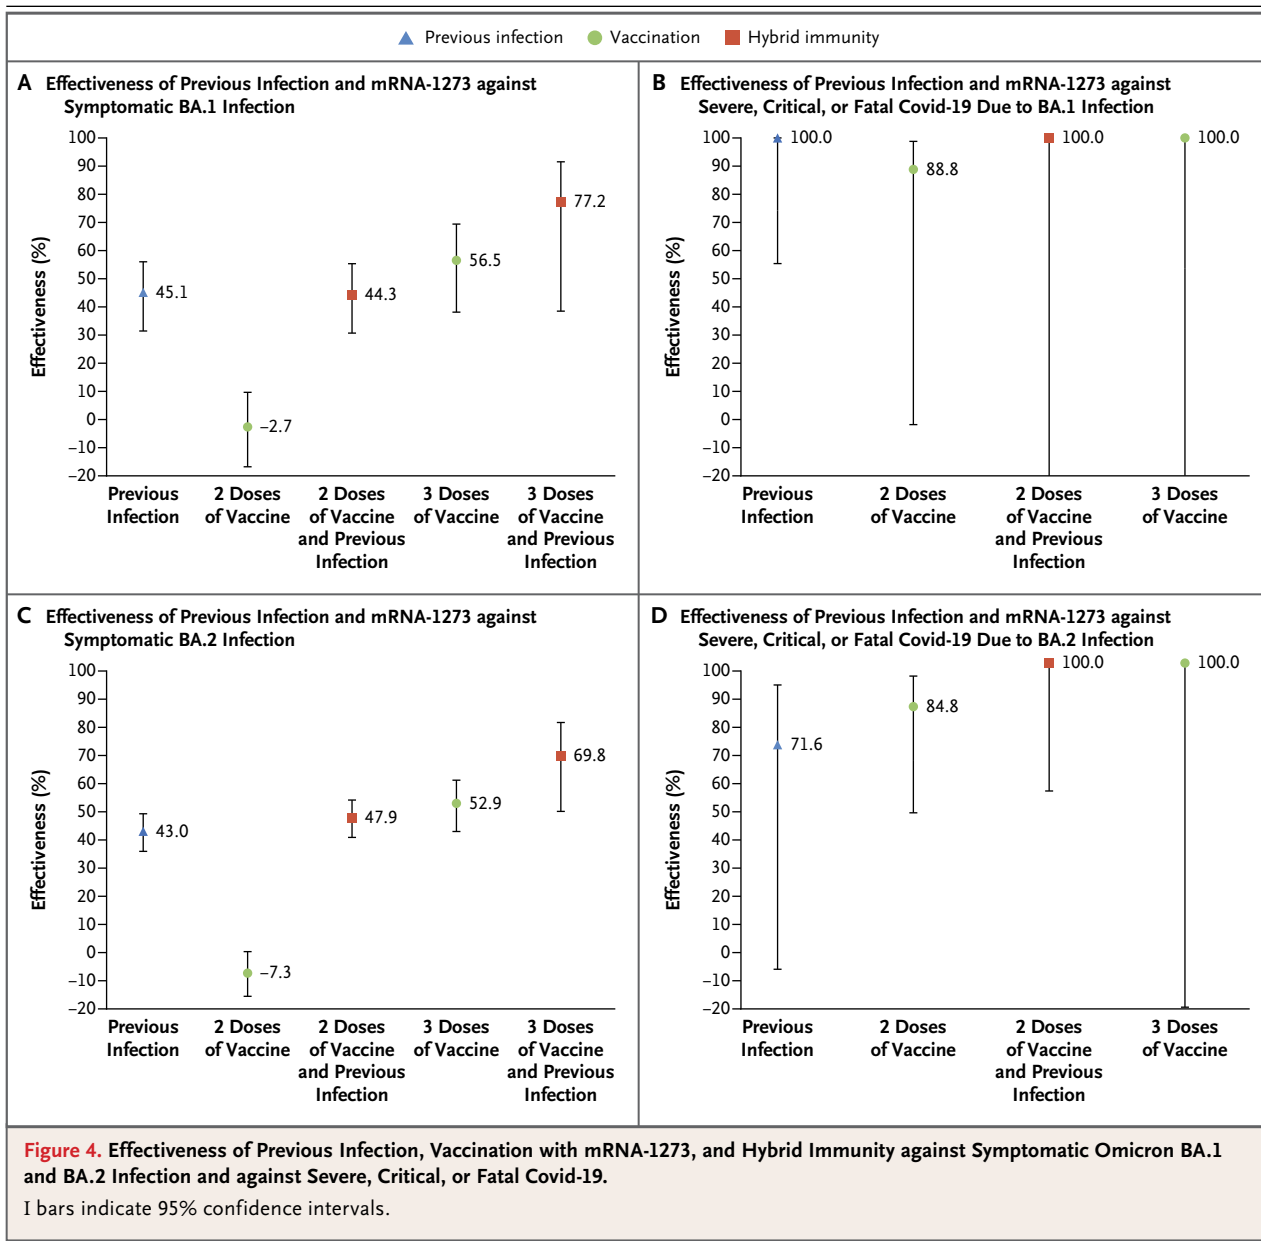 Previous infection Vaccination Hybrid immunity
A Effectiveness of Previous Infection and mRNA-1273 against
Symptomatic BA.1 Infection
Effectiveness (%)
100
90
80
70
60
50
40
30
20
10
0
−10
−20
45.1
−2.7
44.3
56.5
77.2
Previous
Infection
2 Doses
of Vaccine
2 Doses
of Vaccine
and Previous
Infection
3 Doses
of Vaccine
3 Doses
of Vaccine
and Previous
Infection
B Effectiveness of Previous Infection and mRNA-1273 against
Severe, Critical, or Fatal Covid-19 Due to BA.1 Infection
Effectiveness (%)
100
90
80
70
60
50
40
30
20
10
0
−10
−20
100.0
88.8
100.0
100.0
Previous
Infection
2 Doses
of Vaccine
2 Doses
of Vaccine
and Previous
Infection
3 Doses
of Vaccine
C Effectiveness of Previous Infection and mRNA-1273 against
Symptomatic BA.2 Infection
Effectiveness (%)
100
90
80
70
60
50
40
30
20
10
0
−10
−20
43.0
−7.3
47.9
52.9
69.8
Previous
Infection
2 Doses
of Vaccine
2 Doses
of Vaccine
and Previous
Infection
3 Doses
of Vaccine
3 Doses
of Vaccine
and Previous
Infection
D Effectiveness of Previous Infection and mRNA-1273 against
Severe, Critical, or Fatal Covid-19 Due to BA.2 Infection
Effectiveness (%)
100
90
80
70
60
50
40
30
20
10
0
−10
−20
71.6
84.8
100.0
100.0
Previous
Infection
2 Doses
of Vaccine
2 Doses
of Vaccine
and Previous
Infection
3 Doses
of Vaccine
Figure 4. Effectiveness of Previous Infection, Vaccination with mRNA-1273, and Hybrid Immunity against Symptomatic Omicron BA.1
and BA.2 Infection and against Severe, Critical, or Fatal Covid-19.
I bars indicate 95% confidence intervals.